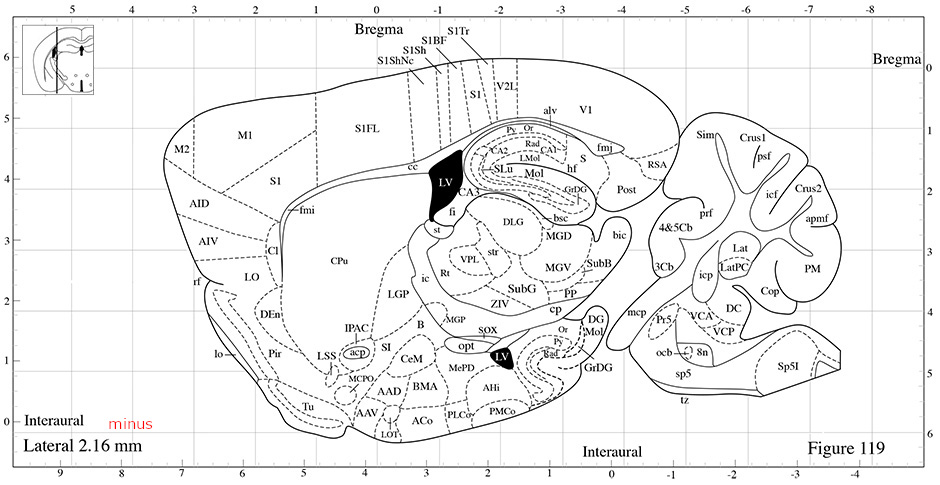 5 4 3 2 1 0 -1 -2 -3 -4 -5 -6 -7 -8
Bregma
S1Tr
S1BF
S1Sh
S1ShNc
Bregma
6 0
S1 V2L
alv V1
5 1
M1 S1FL Py Or
M2 Rad CA1 fmj Sim Crus1
CA2 LMol S psf
cc SLu Mol hf RSA
4 S1 LV CA3 GrDG Post icf Crus2 2
AID fmi fi bsc prf apmf
st DLG 4&5Cb
3 AIV MGD bic Lat 3
Cl CPu VPL str SubB 3Cb LatPC PM
rf LO Rt MGV icp
ic SubG PP Cop
2 LGP ZIV DC 4
DEn MGP cp DG mcp Pr5 VCA
IPAC B SOX Or Mol VCP
lo Pir acp SI opt Py ocb 8n
1 LSS CeM LV Rad GrDG Sp5I 5
MCPO MePD sp5
AAD BMA AHi
Tu AAV PLCo PMCo tz
0 LOT ACo 6
Interaural minus
Lateral 2.16 mm
Interaural
Figure 119
9 8 7 6 5 4 3 2 1 0 -1 -2 -3 -4